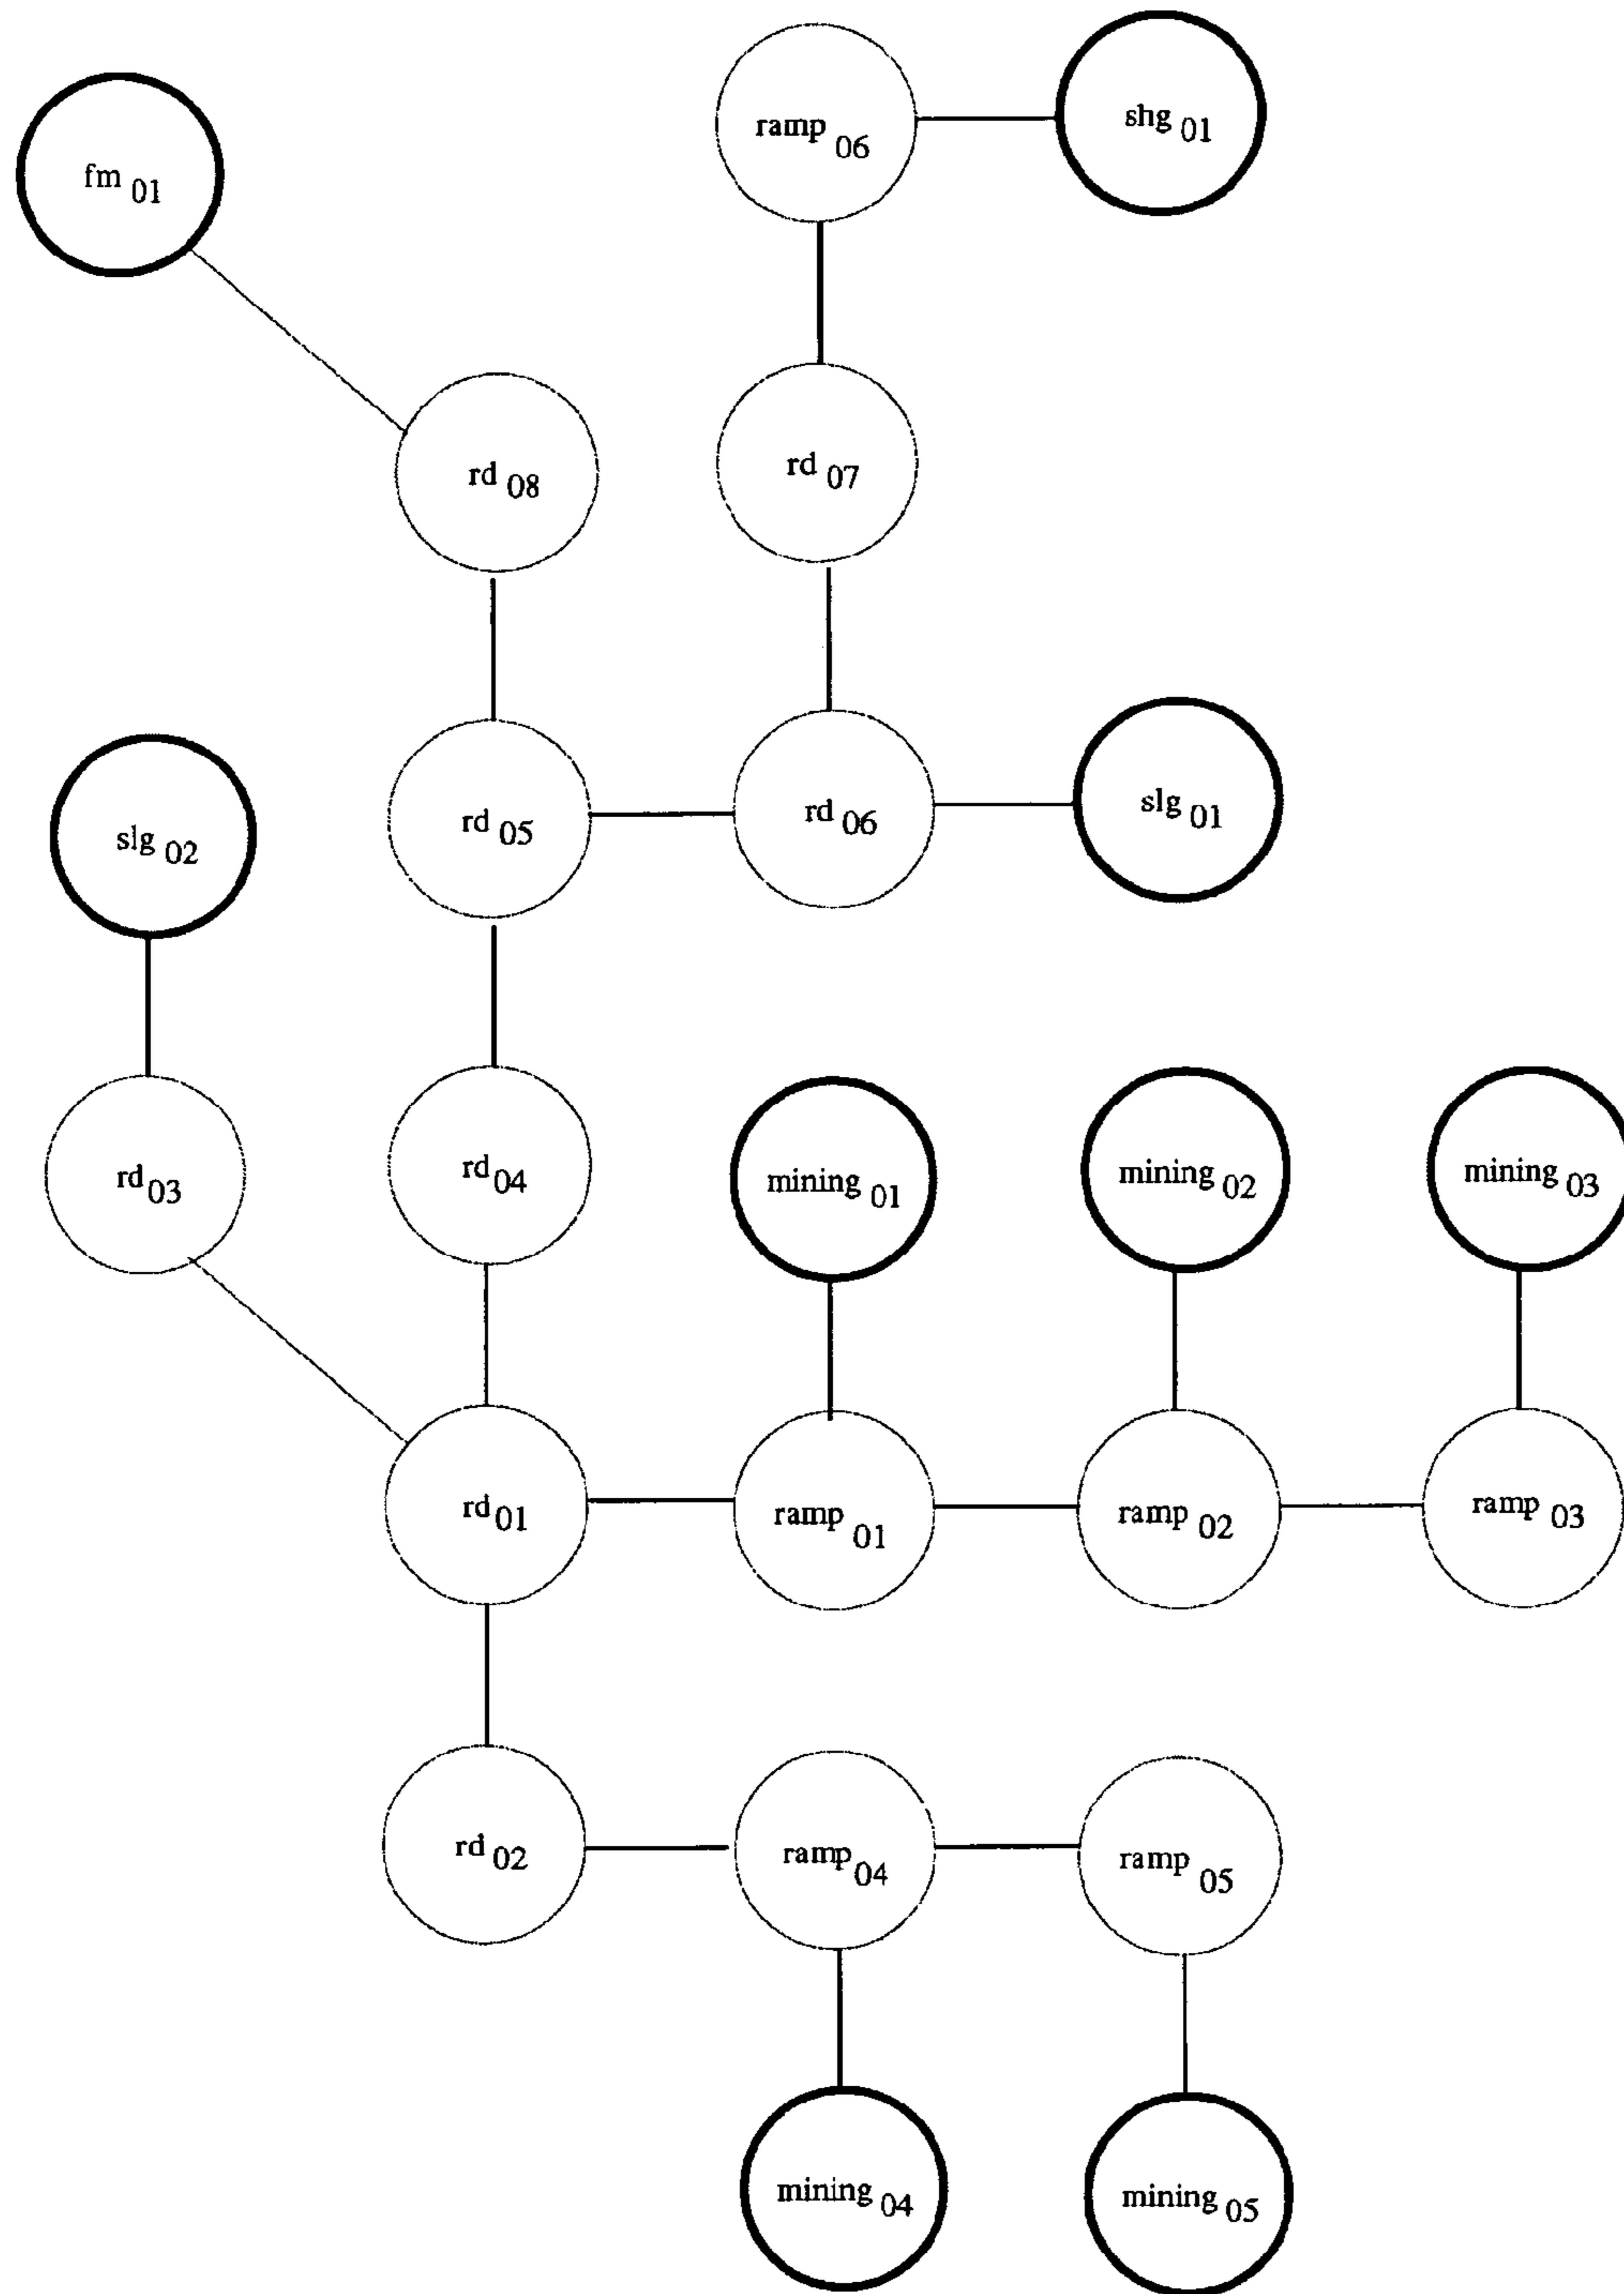 ramp 06
shg 01
fm 01
rd 08
rd 07
slg 02
rd 05
rd 06
slg 01
rd 03
rd 04
mining 01
mining 02
mining 03
rd 01
ramp 01
ramp 02
ramp 03
rd 02
ramp 04
ramp 05
mining 04
mining 05